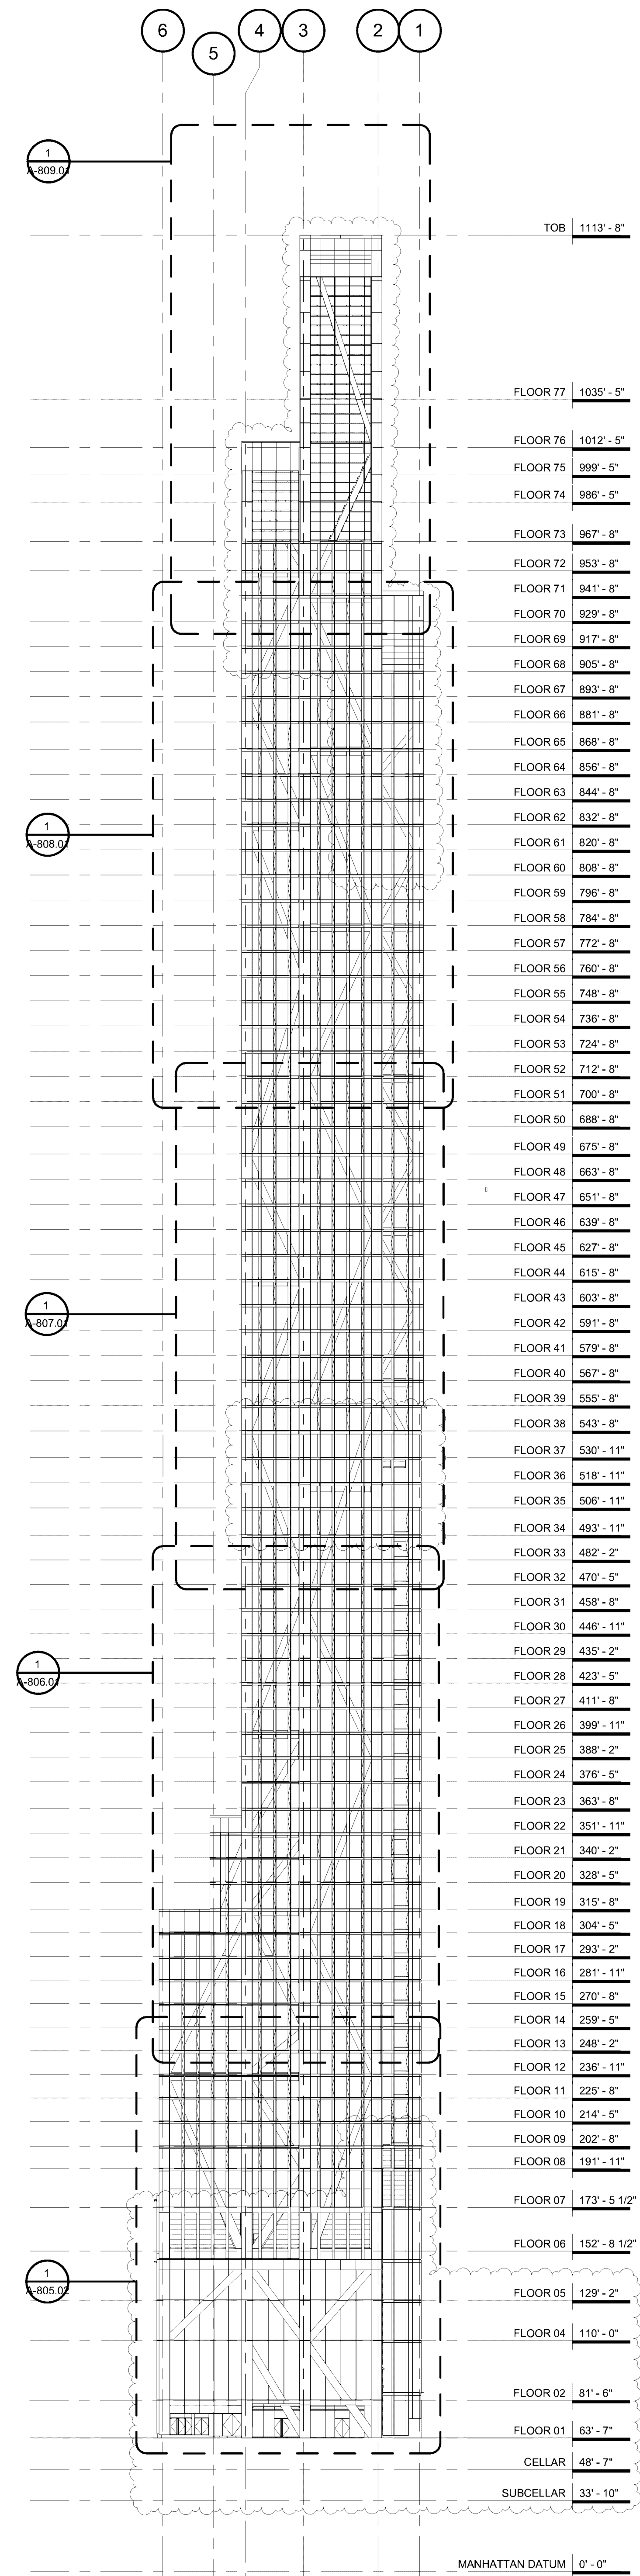 6
5
4
3
2
1
1
A-809.01
TOB 1113' - 8"
FLOOR 77 1035' - 5"
FLOOR 76 1012' - 5"
FLOOR 75 999' - 5"
FLOOR 74 986' - 5"
FLOOR 73 967' - 8"
FLOOR 72 953' - 8"
FLOOR 71 941' - 8"
FLOOR 70 929' - 8"
FLOOR 69 917' - 8"
FLOOR 68 905' - 8"
FLOOR 67 893' - 8"
FLOOR 66 881' - 8"
FLOOR 65 868' - 8"
FLOOR 64 856' - 8"
FLOOR 63 844' - 8"
FLOOR 62 832' - 8"
1
A-808.01
FLOOR 61 820' - 8"
FLOOR 60 808' - 8"
FLOOR 59 796' - 8"
FLOOR 58 784' - 8"
FLOOR 57 772' - 8"
FLOOR 56 760' - 8"
FLOOR 55 748' - 8"
FLOOR 54 736' - 8"
FLOOR 53 724' - 8"
FLOOR 52 712' - 8"
FLOOR 51 700' - 8"
FLOOR 50 688' - 8"
FLOOR 49 675' - 8"
FLOOR 48 663' - 8"
FLOOR 47 651' - 8"
FLOOR 46 639' - 8"
FLOOR 45 627' - 8"
FLOOR 44 615' - 8"
FLOOR 43 603' - 8"
1
A-807.01
FLOOR 42 591' - 8"
FLOOR 41 579' - 8"
FLOOR 40 567' - 8"
FLOOR 39 555' - 8"
FLOOR 38 543' - 8"
FLOOR 37 530' - 11"
FLOOR 36 518' - 11"
FLOOR 35 506' - 11"
FLOOR 34 493' - 11"
FLOOR 33 482' - 2"
FLOOR 32 470' - 5"
FLOOR 31 458' - 8"
FLOOR 30 446' - 11"
FLOOR 29 435' - 2"
1
A-806.01
FLOOR 28 423' - 5"
FLOOR 27 411' - 8"
FLOOR 26 399' - 11"
FLOOR 25 388' - 2"
FLOOR 24 376' - 5"
FLOOR 23 363' - 8"
FLOOR 22 351' - 11"
FLOOR 21 340' - 2"
FLOOR 20 328' - 5"
FLOOR 19 315' - 8"
FLOOR 18 304' - 5"
FLOOR 17 293' - 2"
FLOOR 16 281' - 11"
FLOOR 15 270' - 8"
FLOOR 14 259' - 5"
FLOOR 13 248' - 2"
FLOOR 12 236' - 11"
FLOOR 11 225' - 8"
FLOOR 10 214' - 5"
FLOOR 09 202' - 8"
FLOOR 08 191' - 11"
FLOOR 07 173' - 5 1/2"
FLOOR 06 152' - 8 1/2"
1
A-805.02
FLOOR 05 129' - 2"
FLOOR 04 110' - 0"
FLOOR 02 81' - 6"
FLOOR 01 63' - 7"
CELLAR 48' - 7"
SUBCELLAR 33' - 10"
MANHATTAN DATUM 0' - 0"